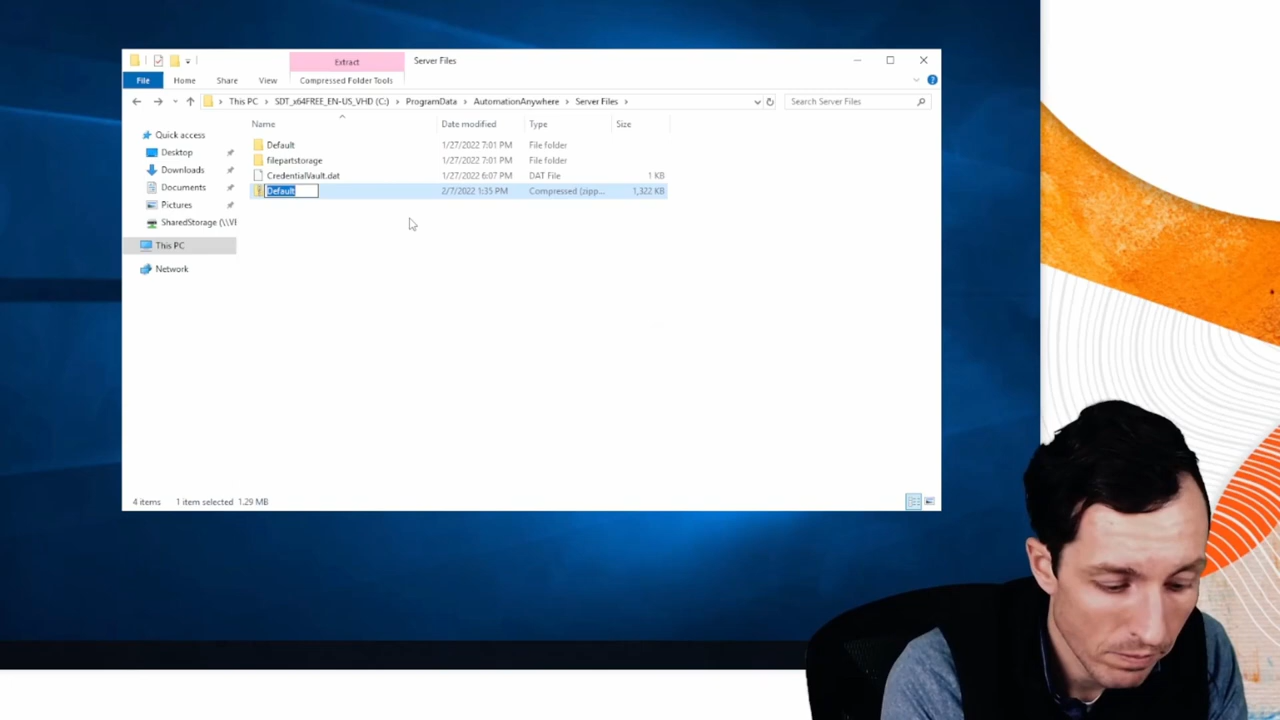 Extract
Server Files
File
Home
Share
View
Compressed Folder Tools
This PC
SDT_x64FREE_EN-US_VHD (C:)
ProgramData
AutomationAnywhere
Server Files
Search Server Files
Name
Date modified
Type
Size
Quick access
Desktop
Downloads
Documents
Pictures
SharedStorage (\\VE
This PC
Network
Default 1/27/2022 7:01 PM File folder
filepartstorage 1/27/2022 7:01 PM File folder
CredentialVault.dat 1/27/2022 6:07 PM DAT File 1 KB
Default 2/7/2022 1:35 PM Compressed (zipp... 1,322 KB
4 items 1 item selected 1.29 MB